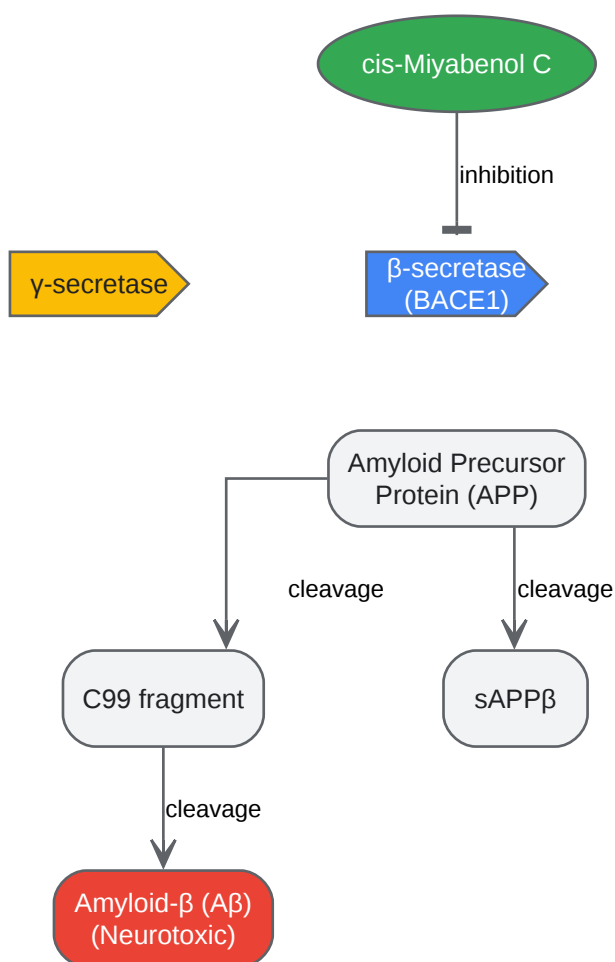 cis-Miyabenol C
inhibition
γ-secretase
β-secretase
(BACE1)
Amyloid Precursor
Protein (APP)
cleavage
cleavage
C99 fragment
sAPPβ
cleavage
Amyloid-β (Aβ)
(Neurotoxic)